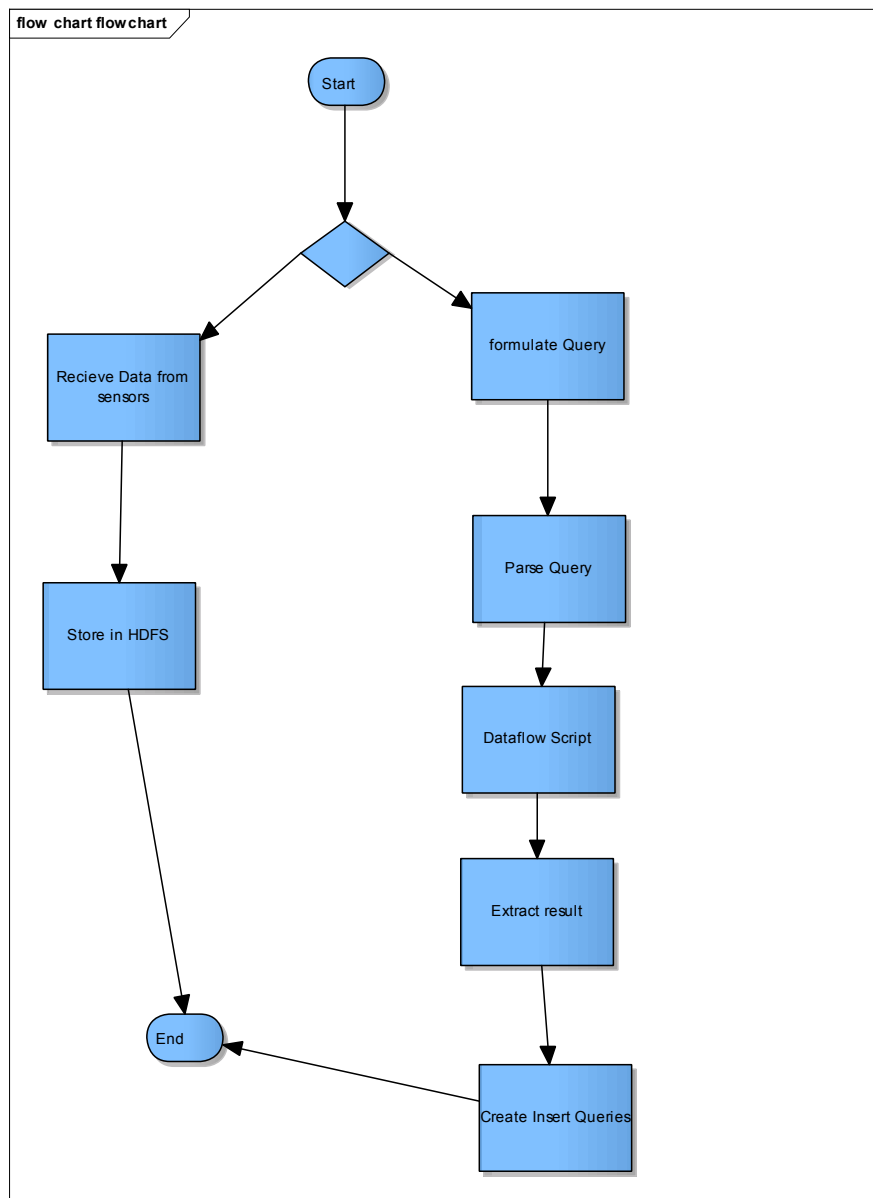 flow chart flowchart
Start
Recieve Data from
sensors
Store in HDFS
formulate Query
Parse Query
Dataflow Script
Extract result
Create Insert Queries
End